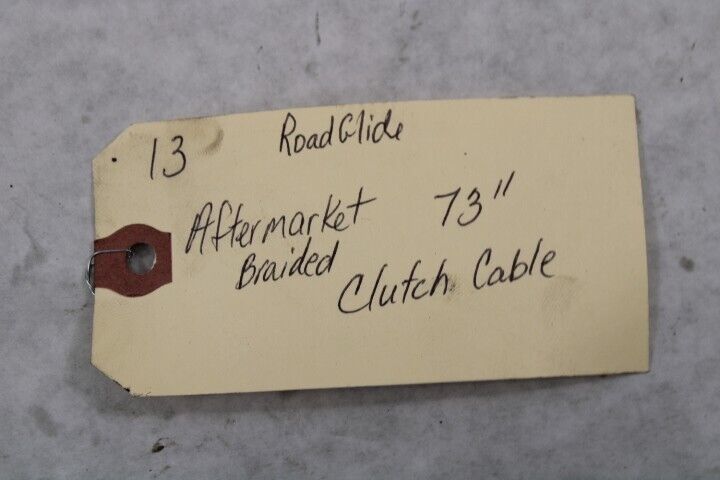 13 RoadGlide
Aftermarket 73"
Braided
Clutch Cable